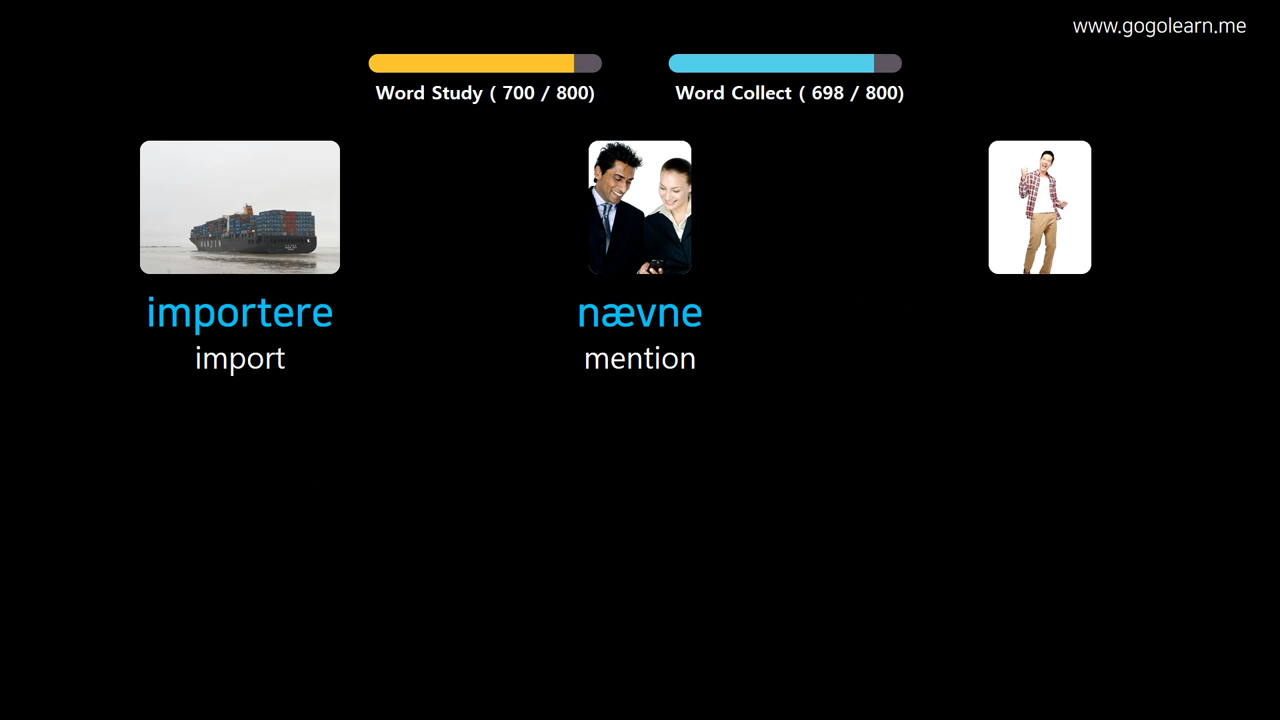 www.gogolearn.me
Word Study ( 700 / 800)
Word Collect ( 698 / 800)
importere
import
nævne
mention